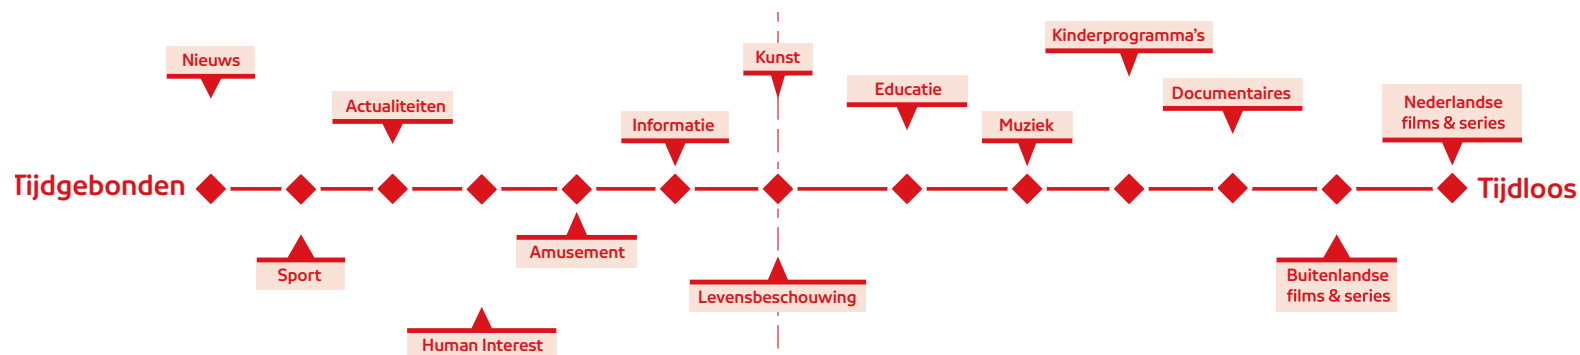 Kinderprogramma's
Nieuws
Kunst
Educatie
Documentaires
Actualiteiten
Nederlandse
films & series
Informatie
Muziek
Tijdgebonden
Tijdloos
Amusement
Sport
Levensbeschouwing
Buitenlandse
films & series
Human Interest